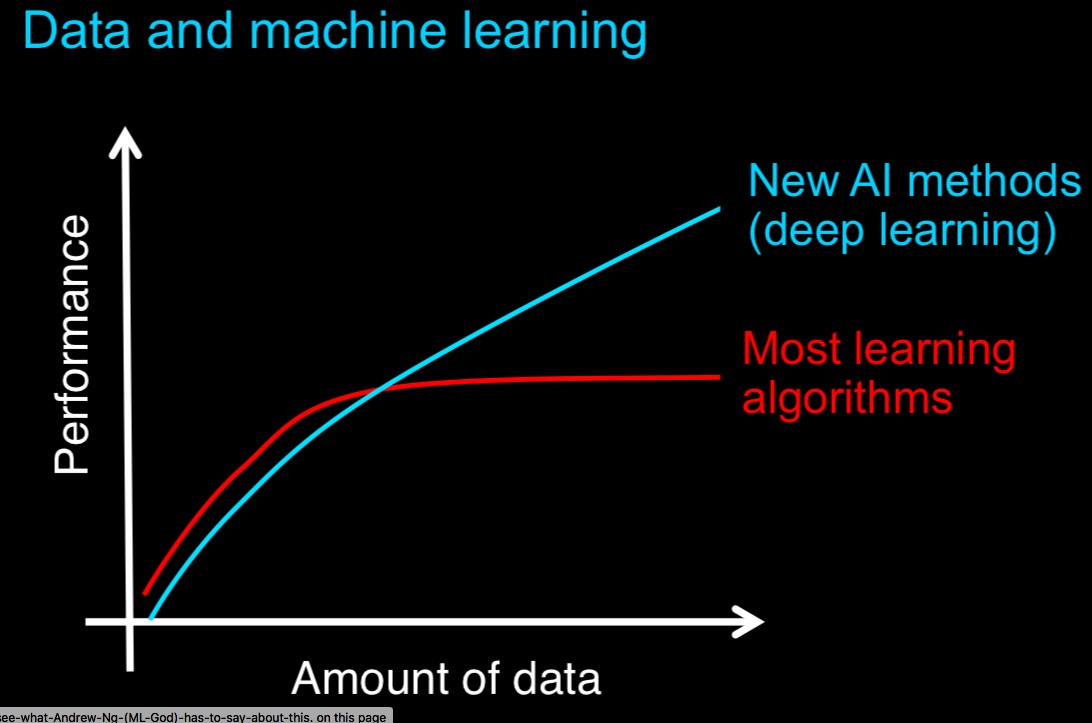 Data and machine learning
New AI methods
(deep learning)
Most learning
algorithms
Performance
Amount of data
see-what-Andrew-Ng-(ML-God)-has-to-say-about-this. on this page